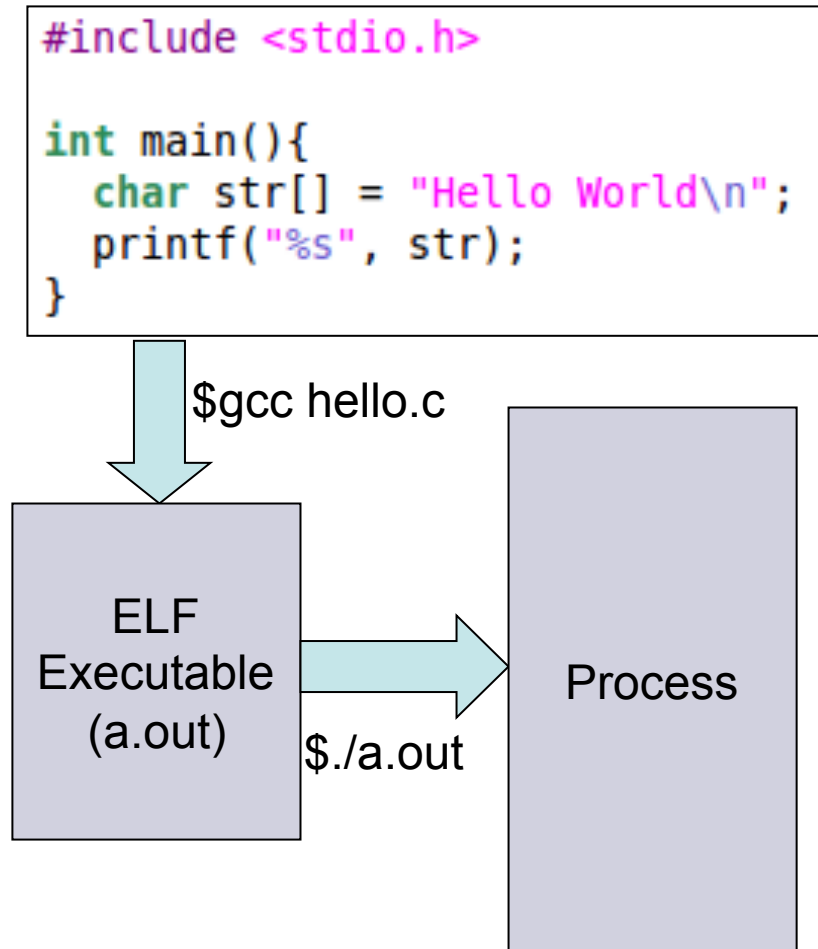 #include <stdio.h>
int main(){
char str[] = "Hello World\n";
printf("%s", str);
}
$gcc hello.c
ELF
Executable
(a.out)
$./a.out
Process